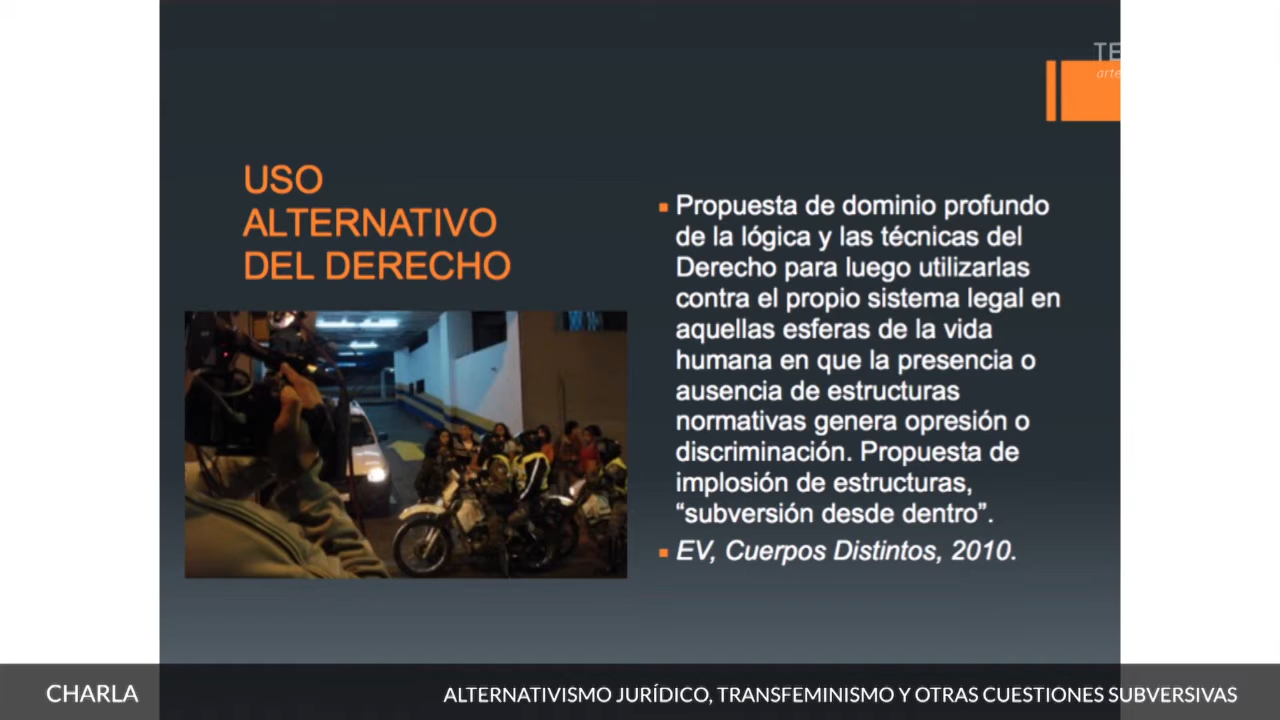 TE
arte
USO
ALTERNATIVO
DEL DERECHO
Propuesta de dominio profundo
de la lógica y las técnicas del
Derecho para luego utilizarlas
contra el propio sistema legal en
aquellas esferas de la vida
humana en que la presencia o
ausencia de estructuras
normativas genera opresión o
discriminación. Propuesta de
implosión de estructuras,
“subversión desde dentro”.
EV, Cuerpos Distintos, 2010.
CHARLA
ALTERNATIVISMO JURÍDICO, TRANSFEMINISMO Y OTRAS CUESTIONES SUBVERSIVAS